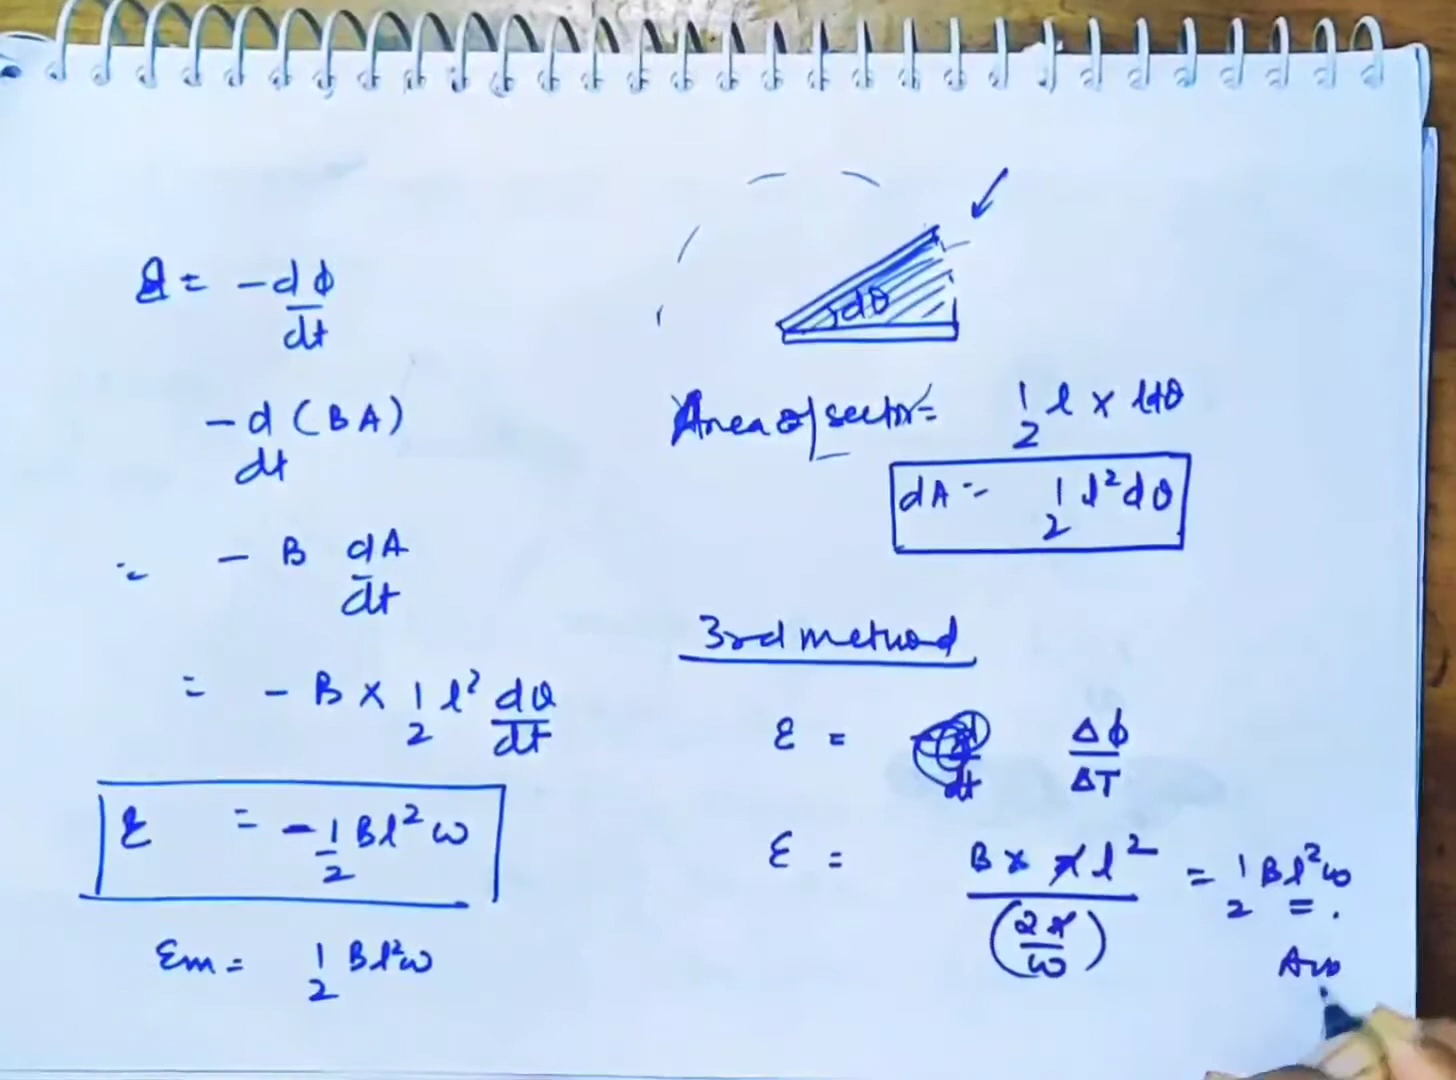 ε = -dϕ/dt
-d/dt (BA)
= - B dA/dt
= - B × 1/2 l² dθ/dt
ε = -1/2 Bl²ω
εm = 1/2 Bl²ω
dθ
Area of sector = 1/2 l × ldθ
dA = 1/2 l² dθ
3rd method
ε = Δϕ/ΔT
ε = B × πl² / (2π/ω) = 1/2 Bl²ω
Ans